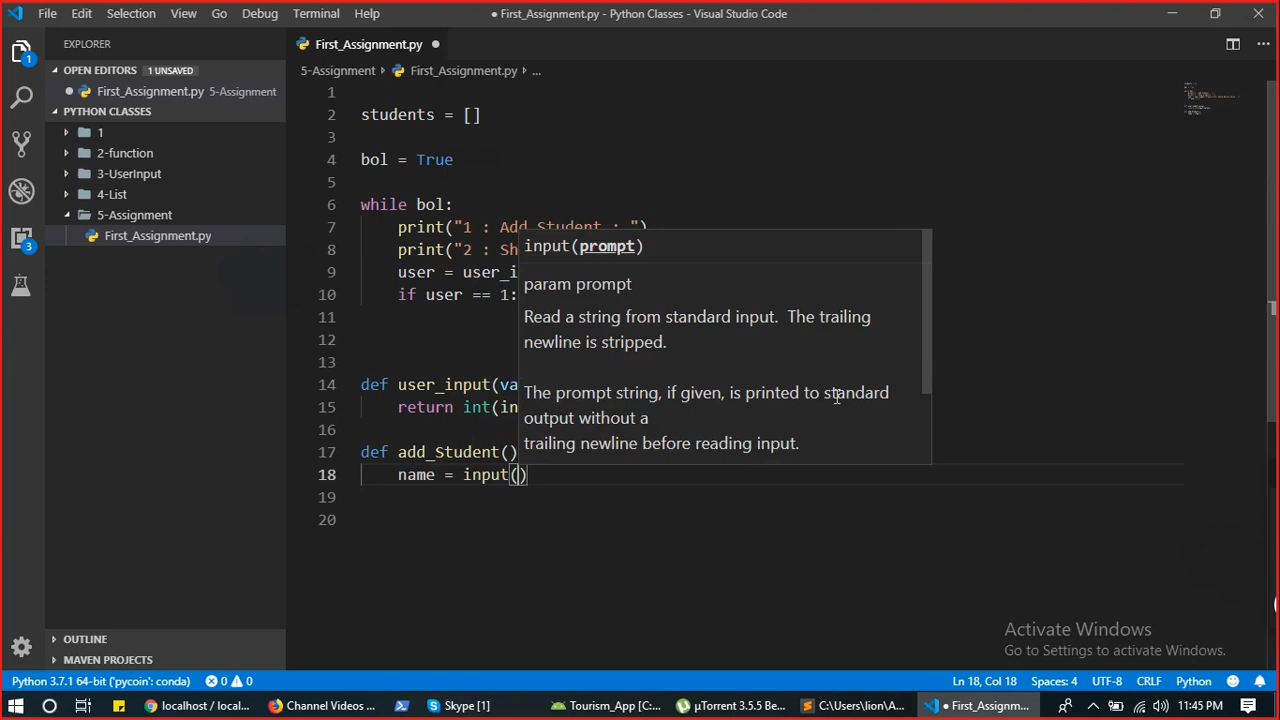 File Edit Selection View Go Debug Terminal Help
● First_Assignment.py - Python Classes - Visual Studio Code
EXPLORER
OPEN EDITORS 1 UNSAVED
First_Assignment.py 5-Assignment
PYTHON CLASSES
1
2-function
3-UserInput
4-List
5-Assignment
First_Assignment.py
OUTLINE
MAVEN PROJECTS
1
3
First_Assignment.py
5-Assignment › First_Assignment.py › ...
1
2 students = []
3
4 bol = True
5
6 while bol:
7 print("1 : Add Student : ")
8 print("2 : Sh
9 user = user_i
10 if user == 1:
11
12
13
14 def user_input(va
15 return int(in
16
17 def add_Student()
18 name = input()
19
20
input(prompt)
param prompt
Read a string from standard input. The trailing
newline is stripped.
The prompt string, if given, is printed to standard
output without a
trailing newline before reading input.
Activate Windows
Go to Settings to activate Windows.
Python 3.7.1 64-bit ('pycoin': conda) 0 0 Ln 18, Col 18 Spaces: 4 UTF-8 CRLF Python
localhost / local... Channel Videos ... Skype [1] Tourism_App (C:... µTorrent 3.5.5 Be... C:\Users\lion\A... ● First_Assignm... 11:45 PM